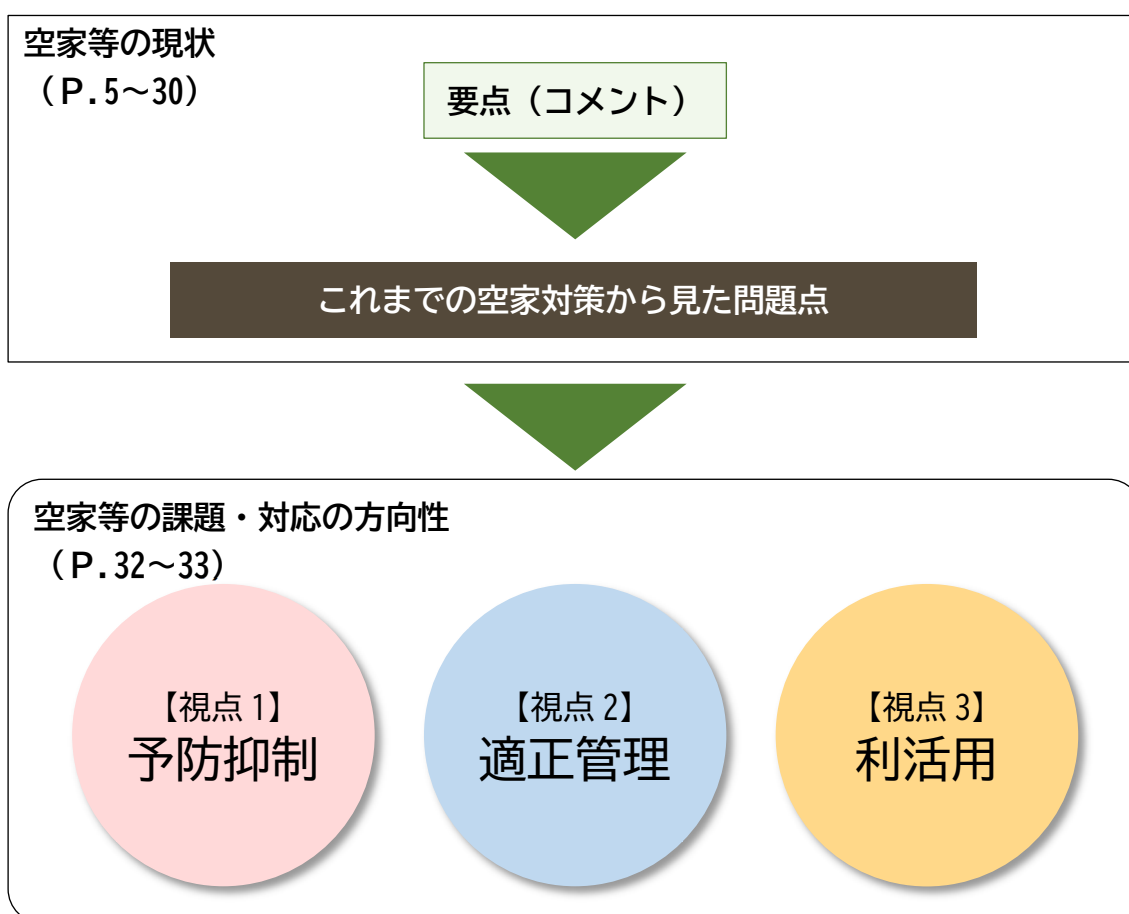 空家等の現状
（Ｐ.5～30）
要点（コメント）
これまでの空家対策から見た問題点
空家等の課題・対応の方向性
（Ｐ.32～33）
【視点 1】
予防抑制
【視点 2】
適正管理
【視点 3】
利活用